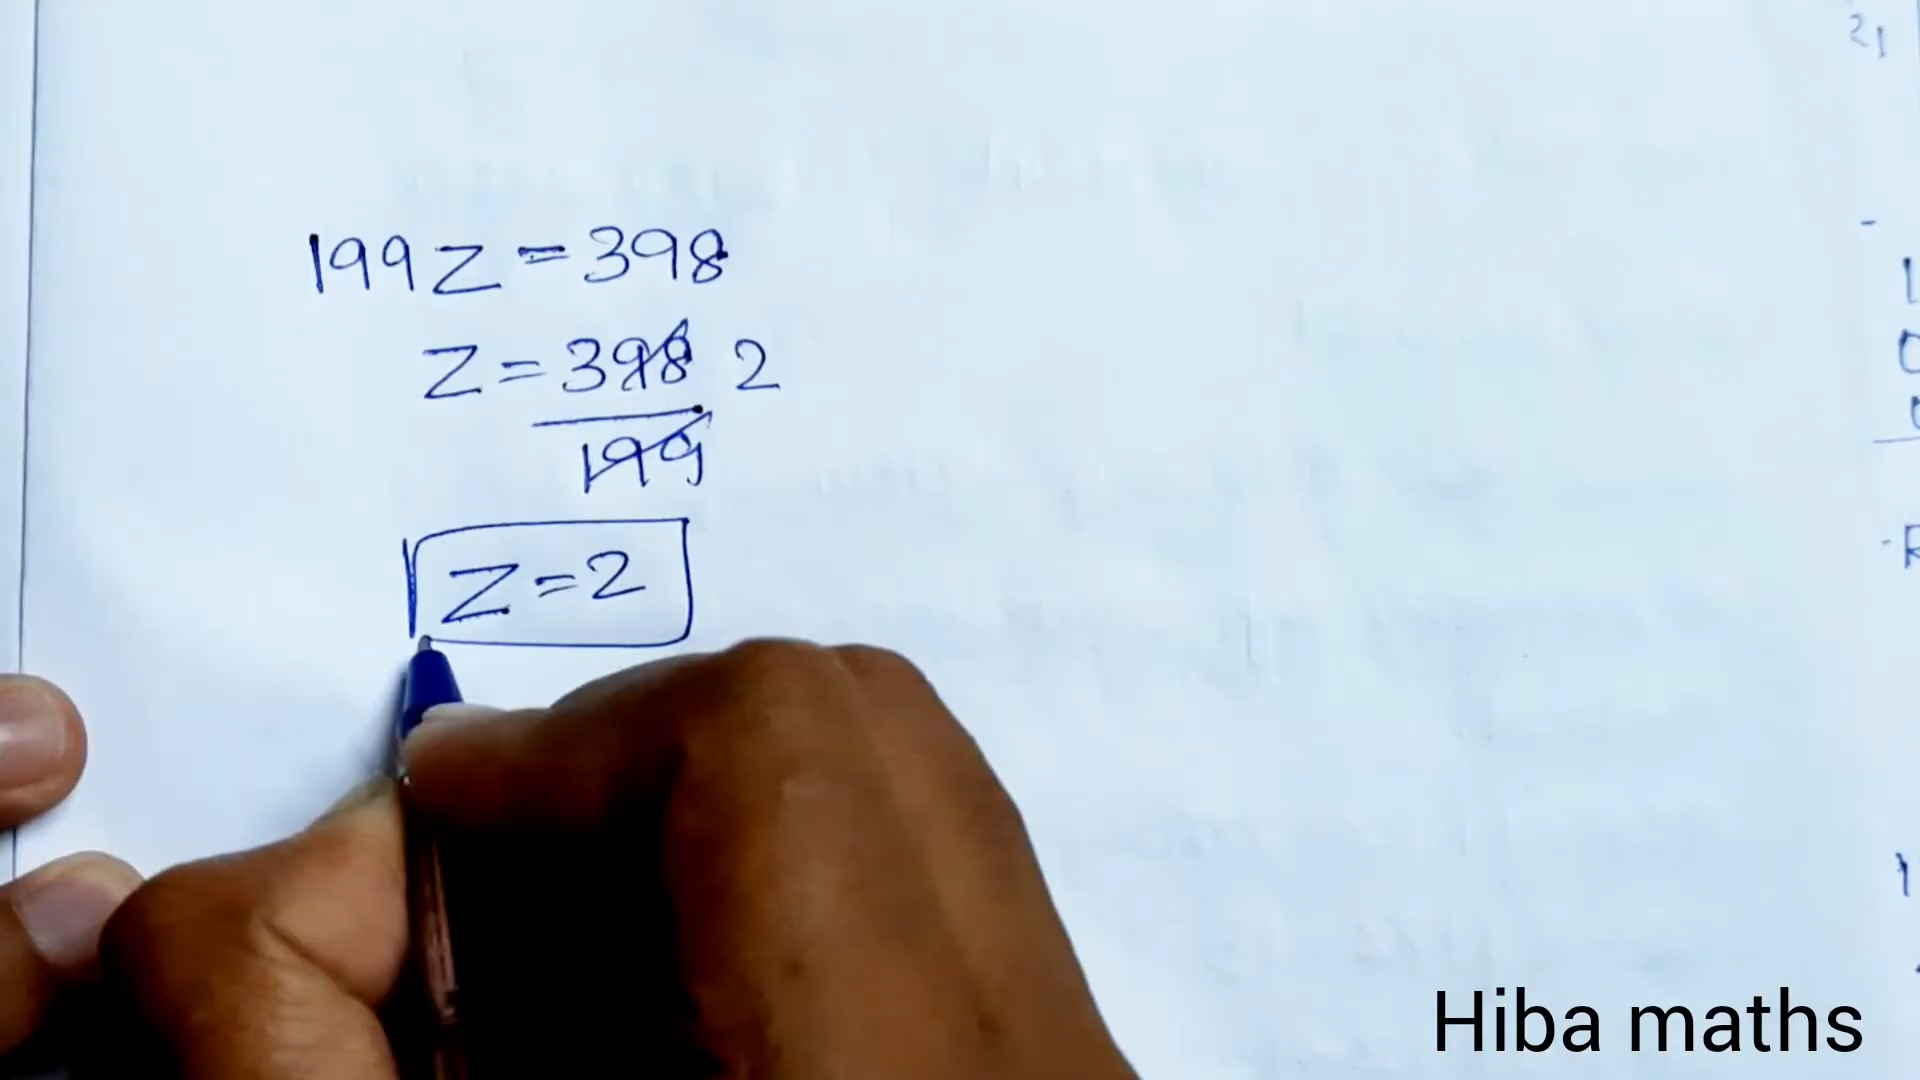 199z = 398
z = 398 2
199
z = 2
Hiba maths